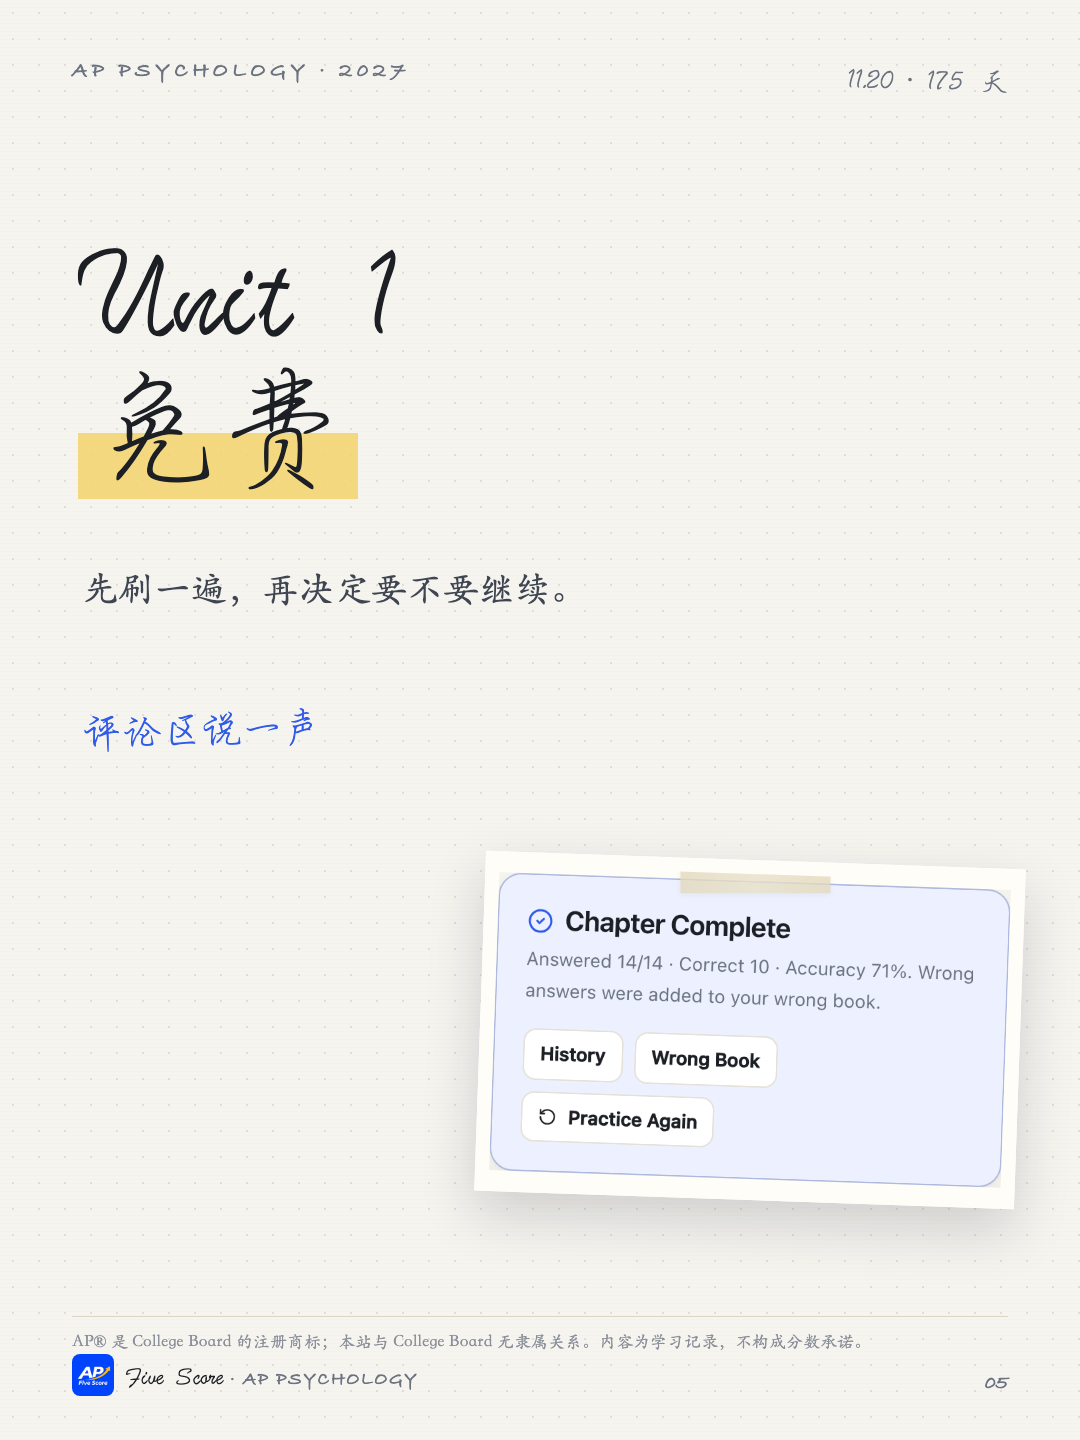 AP PSYCHOLOGY · 2027
11.20 · 175 天
Unit 1
免费
先刷一遍，再决定要不要继续。
评论区说一声
Chapter Complete
Answered 14/14 · Correct 10 · Accuracy 71%. Wrong
answers were added to your wrong book.
History
Wrong Book
Practice Again
AP® 是 College Board 的注册商标；本站与 College Board 无隶属关系。内容为学习记录，不构成分数承诺。
AP
Five Score
Five Score · AP PSYCHOLOGY
05